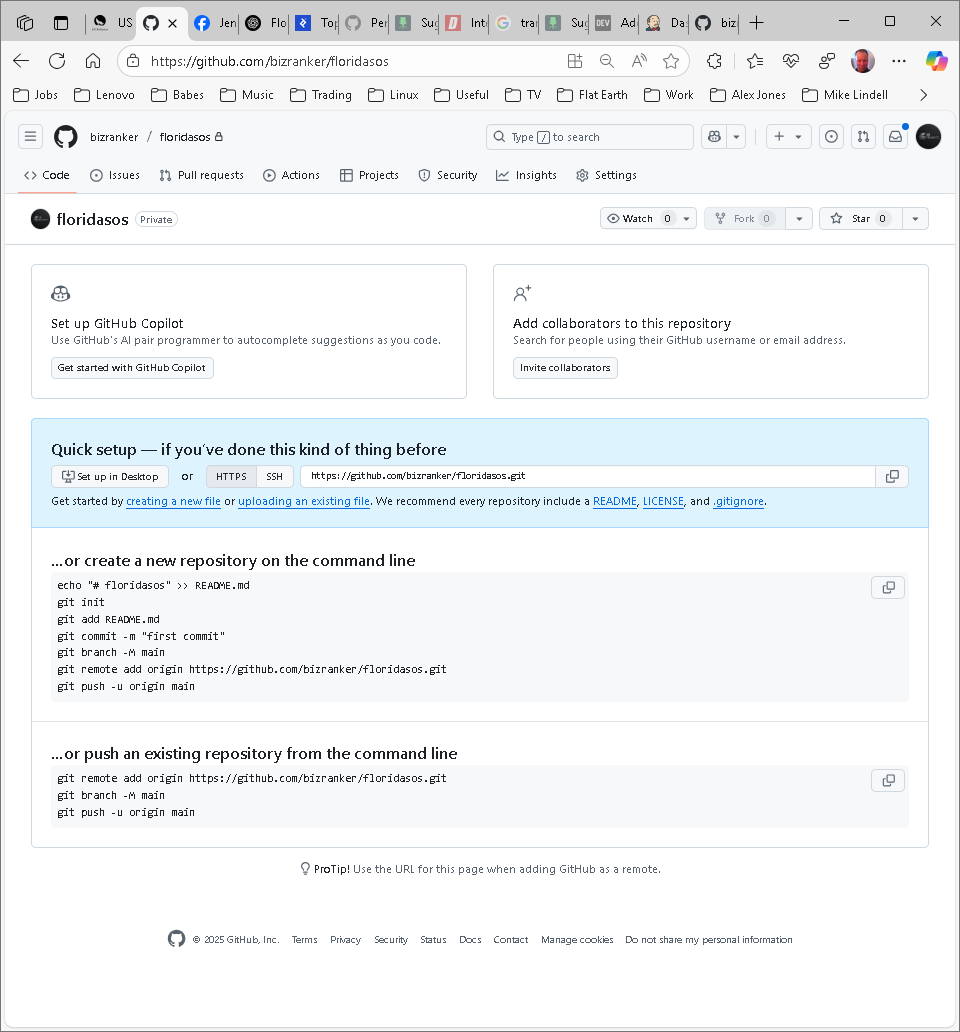 US
Jen
Flo
Top
Per
Sug
Int
tra
Sug
DEV
Ad
Da
biz
https://github.com/bizranker/floridasos
Jobs
Lenovo
Babes
Music
Trading
Linux
Useful
TV
Flat Earth
Work
Alex Jones
Mike Lindell
bizranker / floridasos
Type / to search
Code
Issues
Pull requests
Actions
Projects
Security
Insights
Settings
floridasos Private
Watch 0
Fork 0
Star 0
Set up GitHub Copilot
Use GitHub's AI pair programmer to autocomplete suggestions as you code.
Get started with GitHub Copilot
Add collaborators to this repository
Search for people using their GitHub username or email address.
Invite collaborators
Quick setup — if you've done this kind of thing before
Set up in Desktop or HTTPS SSH https://github.com/bizranker/floridasos.git
Get started by creating a new file or uploading an existing file. We recommend every repository include a README, LICENSE, and .gitignore.
...or create a new repository on the command line
echo "# floridasos" >> README.md
git init
git add README.md
git commit -m "first commit"
git branch -M main
git remote add origin https://github.com/bizranker/floridasos.git
git push -u origin main
...or push an existing repository from the command line
git remote add origin https://github.com/bizranker/floridasos.git
git branch -M main
git push -u origin main
ProTip! Use the URL for this page when adding GitHub as a remote.
© 2025 GitHub, Inc. Terms Privacy Security Status Docs Contact Manage cookies Do not share my personal information